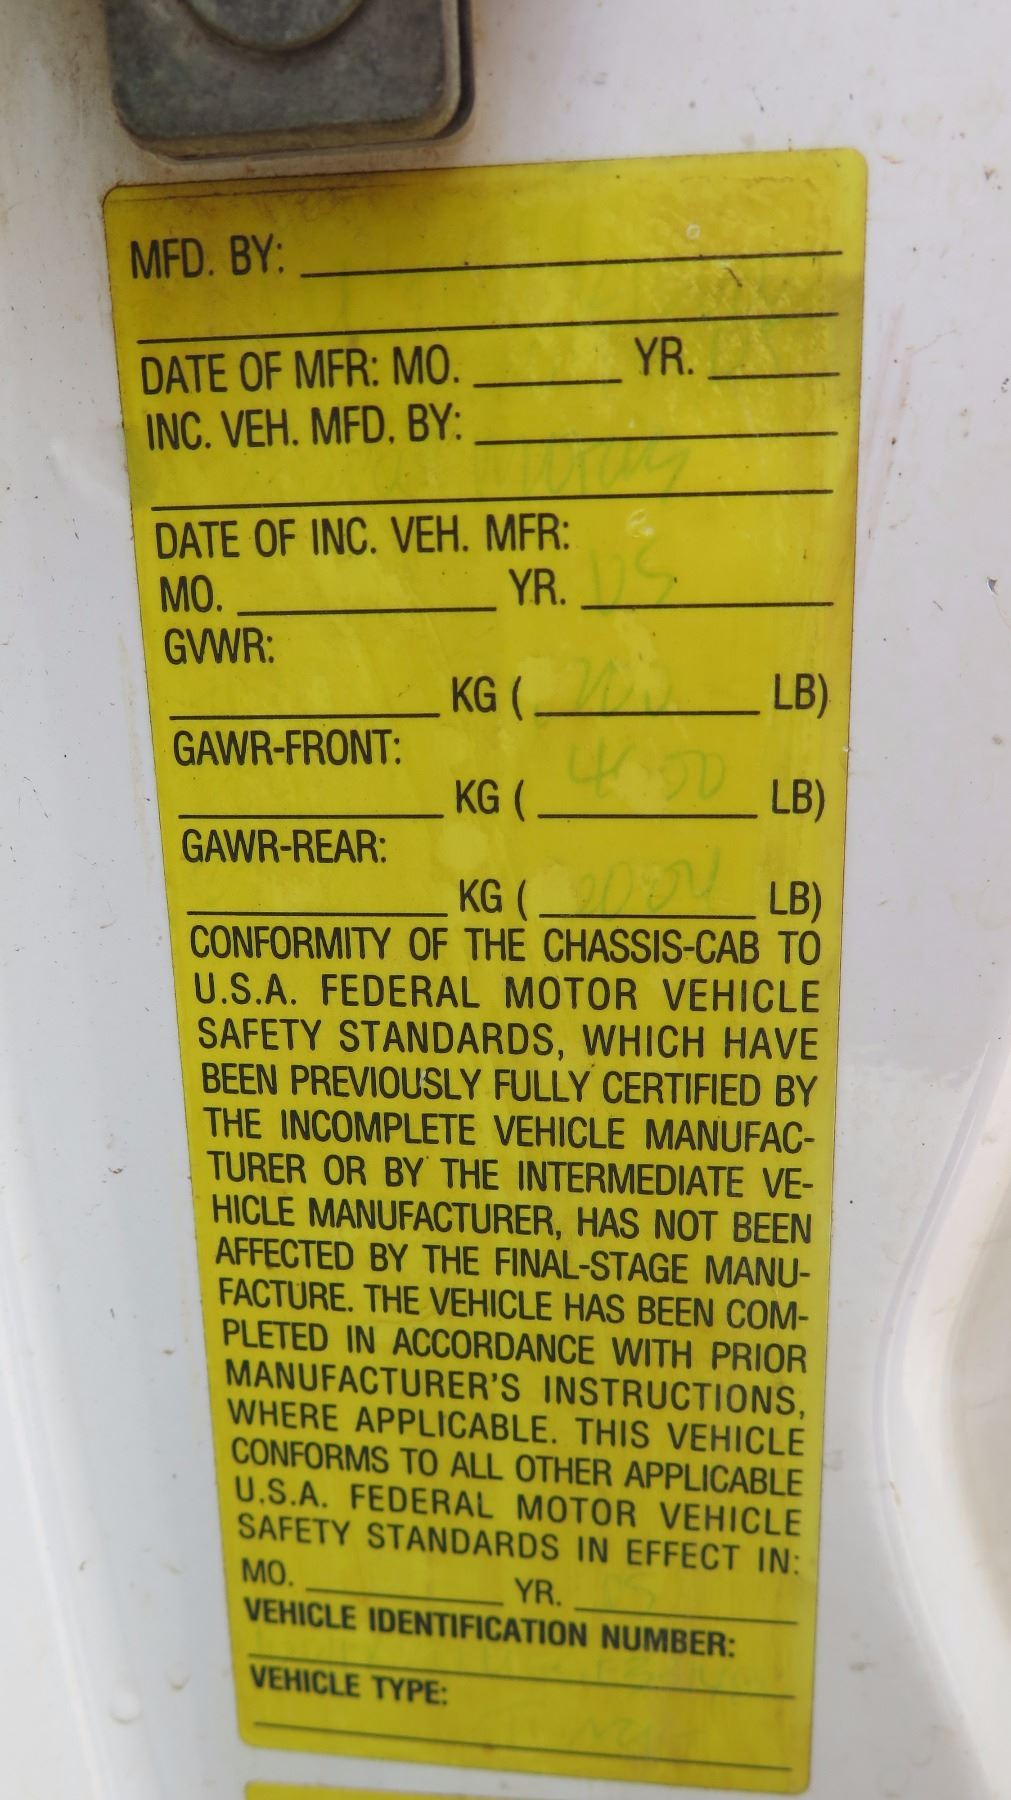 MFD. BY:
DATE OF MFR: MO. YR. 05
INC. VEH. MFD. BY:
Motors
DATE OF INC. VEH. MFR:
MO. YR. 05
GVWR:
KG ( LB)
GAWR-FRONT:
KG ( LB)
GAWR-REAR:
KG ( LB)
CONFORMITY OF THE CHASSIS-CAB TO
U.S.A. FEDERAL MOTOR VEHICLE
SAFETY STANDARDS, WHICH HAVE
BEEN PREVIOUSLY FULLY CERTIFIED BY
THE INCOMPLETE VEHICLE MANUFAC-
TURER OR BY THE INTERMEDIATE VE-
HICLE MANUFACTURER, HAS NOT BEEN
AFFECTED BY THE FINAL-STAGE MANU-
FACTURE. THE VEHICLE HAS BEEN COM-
PLETED IN ACCORDANCE WITH PRIOR
MANUFACTURER'S INSTRUCTIONS,
WHERE APPLICABLE. THIS VEHICLE
CONFORMS TO ALL OTHER APPLICABLE
U.S.A. FEDERAL MOTOR VEHICLE
SAFETY STANDARDS IN EFFECT IN:
MO. YR. 05
VEHICLE IDENTIFICATION NUMBER:
VEHICLE TYPE: